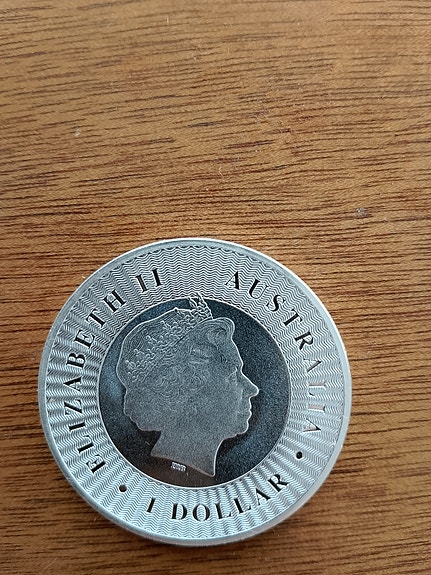 ELIZABETH II
AUSTRALIA
• 1 DOLLAR •